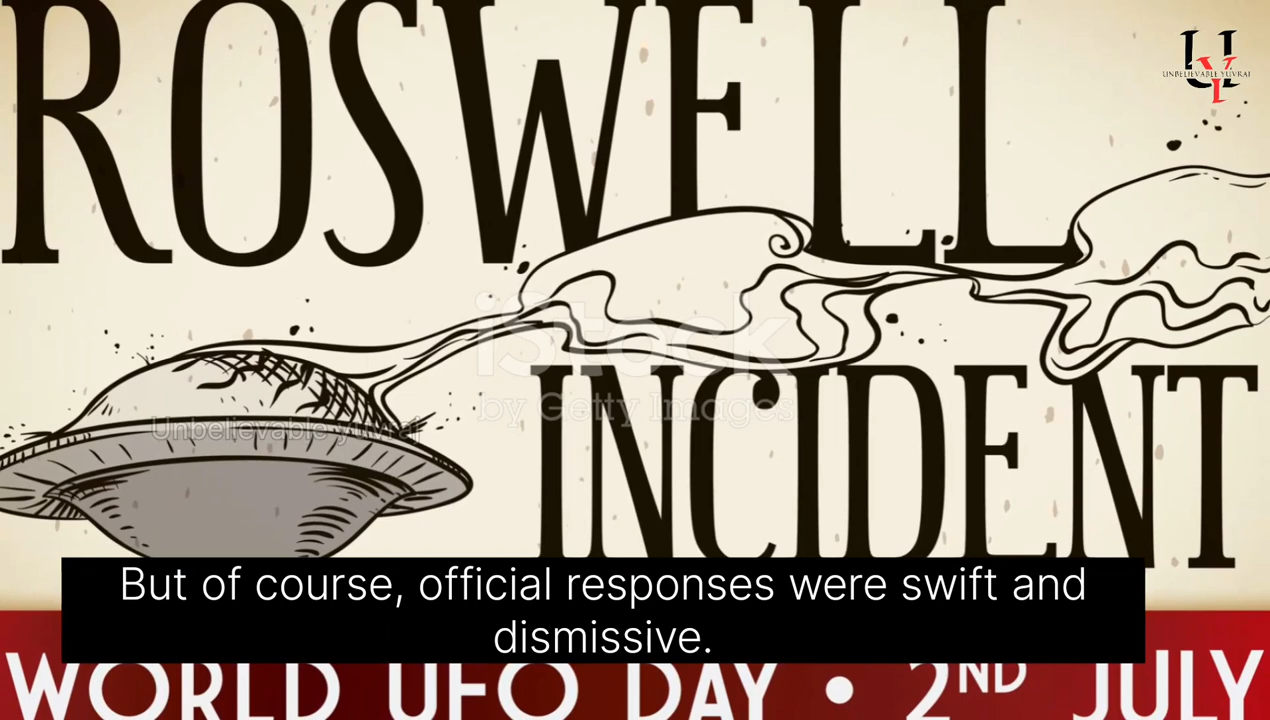 ROSWELL
UNBELIEVABLE YUVRAJ
iStock
by Getty Images
INCIDENT
Unbelievable yuvraj
But of course, official responses were swift and
dismissive.
WORLD UFO DAY • 2ND JULY